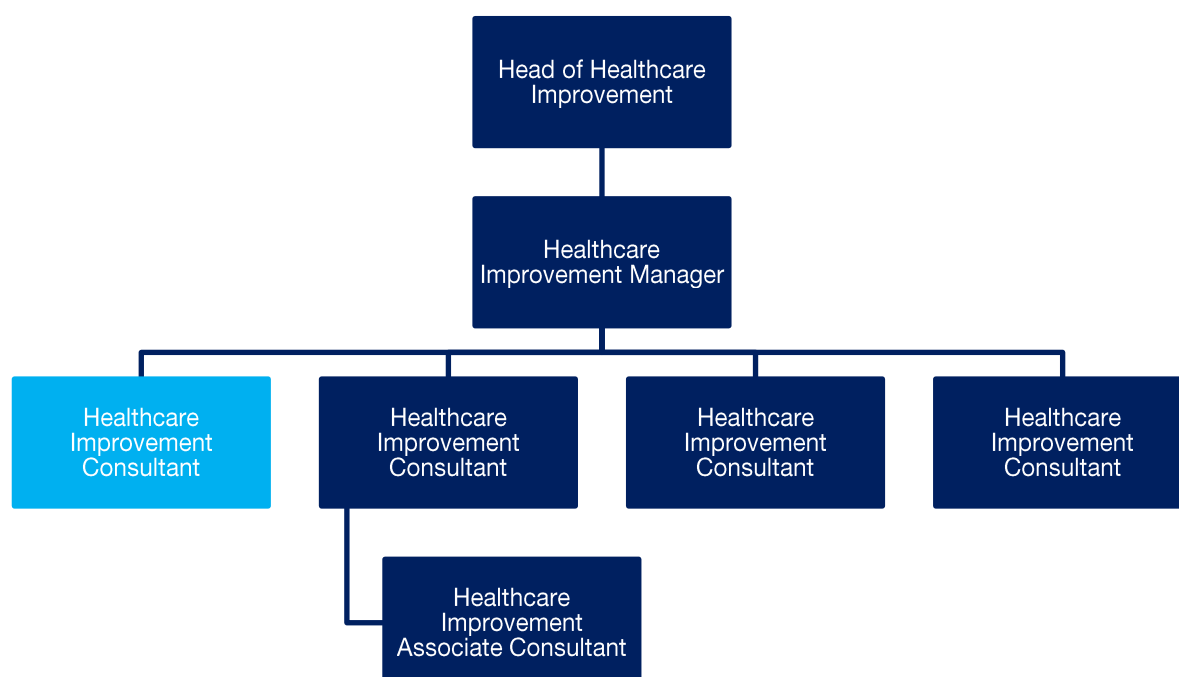 Head of Healthcare
Improvement
Healthcare
Improvement Manager
Healthcare
Improvement
Consultant
Healthcare
Improvement
Consultant
Healthcare
Improvement
Consultant
Healthcare
Improvement
Consultant
Healthcare
Improvement
Associate Consultant